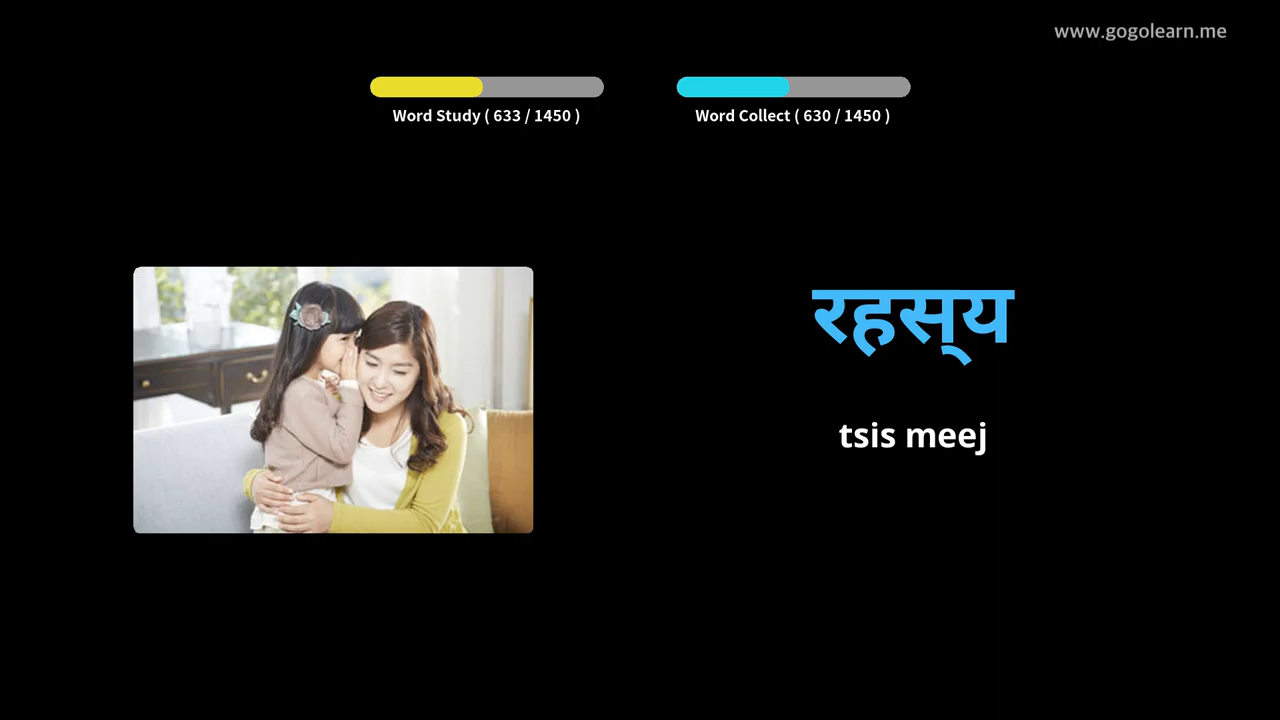 www.gogolearn.me
Word Study ( 633 / 1450 )
Word Collect ( 630 / 1450 )
रहस्‌य
tsis meej